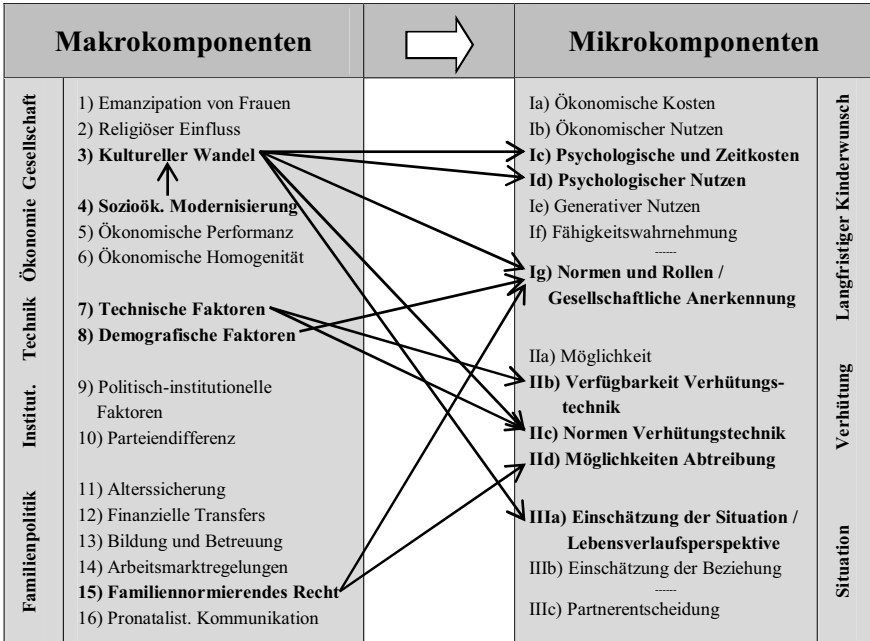 Makrokomponenten
Mikrokomponenten
Gesellschaft
1) Emanzipation von Frauen
2) Religiöser Einfluss
3) Kultureller Wandel
Ökonomie
4) Sozioök. Modernisierung
5) Ökonomische Performanz
6) Ökonomische Homogenität
Technik
7) Technische Faktoren
8) Demografische Faktoren
Institut.
9) Politisch-institutionelle
Faktoren
10) Parteiendifferenz
Familienpolitik
11) Alterssicherung
12) Finanzielle Transfers
13) Bildung und Betreuung
14) Arbeitsmarktregelungen
15) Familiennormierendes Recht
16) Pronatalist. Kommunikation
Ia) Ökonomische Kosten
Ib) Ökonomischer Nutzen
Ic) Psychologische und Zeitkosten
Id) Psychologischer Nutzen
Ie) Generativer Nutzen
If) Fähigkeitswahrnehmung
------
Ig) Normen und Rollen /
Gesellschaftliche Anerkennung
Langfristiger Kinderwunsch
IIa) Möglichkeit
IIb) Verfügbarkeit Verhütungs-
technik
IIc) Normen Verhütungstechnik
IId) Möglichkeiten Abtreibung
Verhütung
IIIa) Einschätzung der Situation /
Lebensverlaufsperspektive
IIIb) Einschätzung der Beziehung
------
IIIc) Partnerentscheidung
Situation